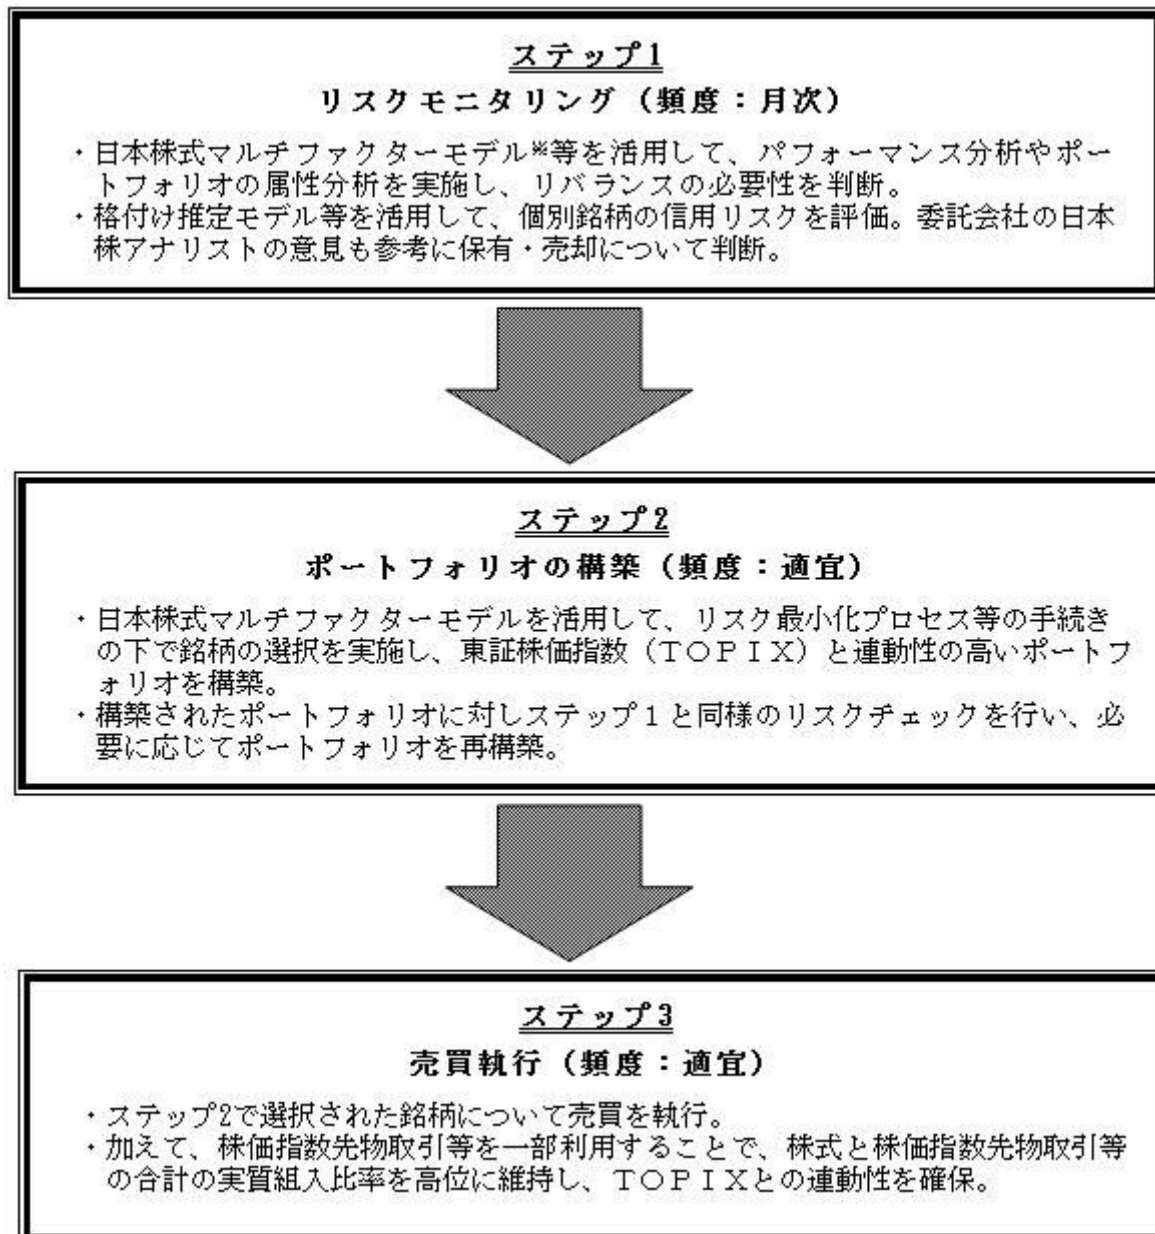 ステップ1
リスクモニタリング（頻度：月次）
・日本株式マルチファクターモデル※等を活用して、パフォーマンス分析やポー
トフォリオの属性分析を実施し、リバランスの必要性を判断。
・格付け推定モデル等を活用して、個別銘柄の信用リスクを評価。委託会社の日本
株アナリストの意見も参考に保有・売却について判断。
ステップ2
ポートフォリオの構築（頻度：適宜）
・日本株式マルチファクターモデルを活用して、リスク最小化プロセス等の手続き
の下で銘柄の選択を実施し、東証株価指数（ＴＯＰＩＸ）と連動性の高いポートフ
ォリオを構築。
・構築されたポートフォリオに対しステップ１と同様のリスクチェックを行い、必
要に応じてポートフォリオを再構築。
ステップ3
売買執行（頻度：適宜）
・ステップ2で選択された銘柄について売買を執行。
・加えて、株価指数先物取引等を一部利用することで、株式と株価指数先物取引等
の合計の実質組入比率を高位に維持し、ＴＯＰＩＸとの連動性を確保。